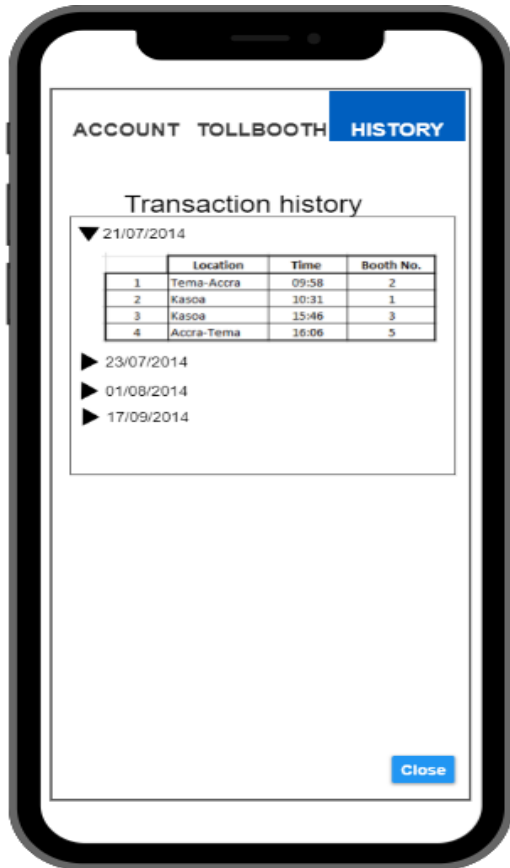 ACCOUNT TOLLBOOTH HISTORY
Transaction history
21/07/2014
Location Time Booth No.
1 Tema-Accra 09:58 2
2 Kasoa 10:31 1
3 Kasoa 15:46 3
4 Accra-Tema 16:06 5
23/07/2014
01/08/2014
17/09/2014
Close